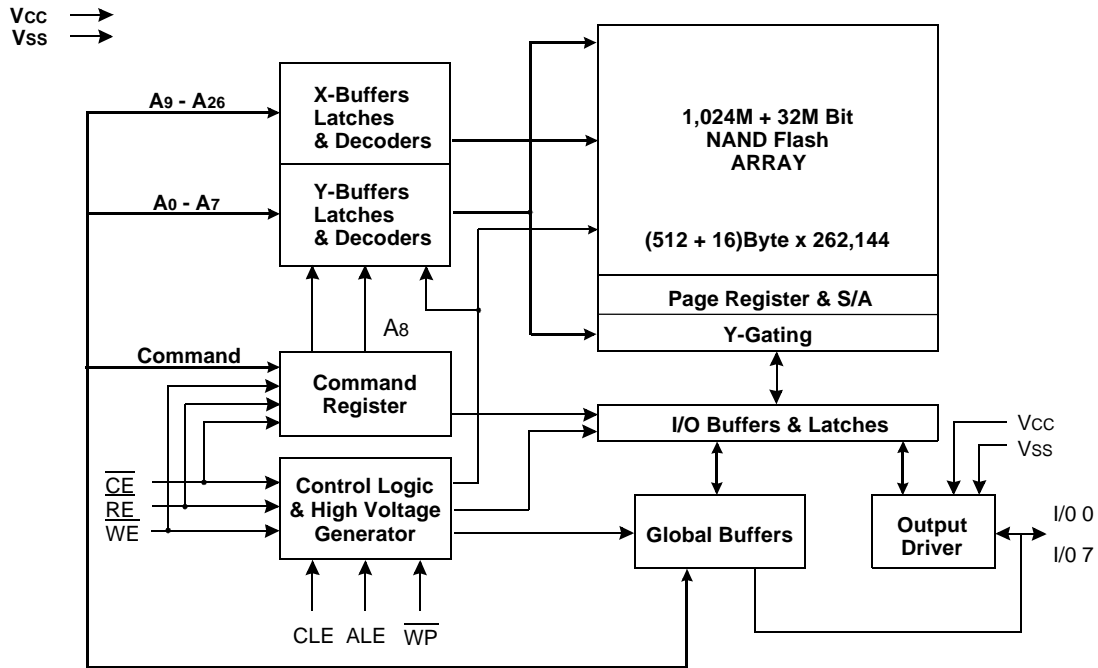 VCC
VSS
A9 - A26
X-Buffers
Latches
& Decoders
A0 - A7
Y-Buffers
Latches
& Decoders
1,024M + 32M Bit
NAND Flash
ARRAY
(512 + 16)Byte x 262,144
Page Register & S/A
Y-Gating
A8
Command
Command
Register
I/O Buffers & Latches
VCC
VSS
CE
RE
WE
Control Logic
& High Voltage
Generator
Global Buffers
Output
Driver
I/0 0
I/0 7
CLE
ALE
WP